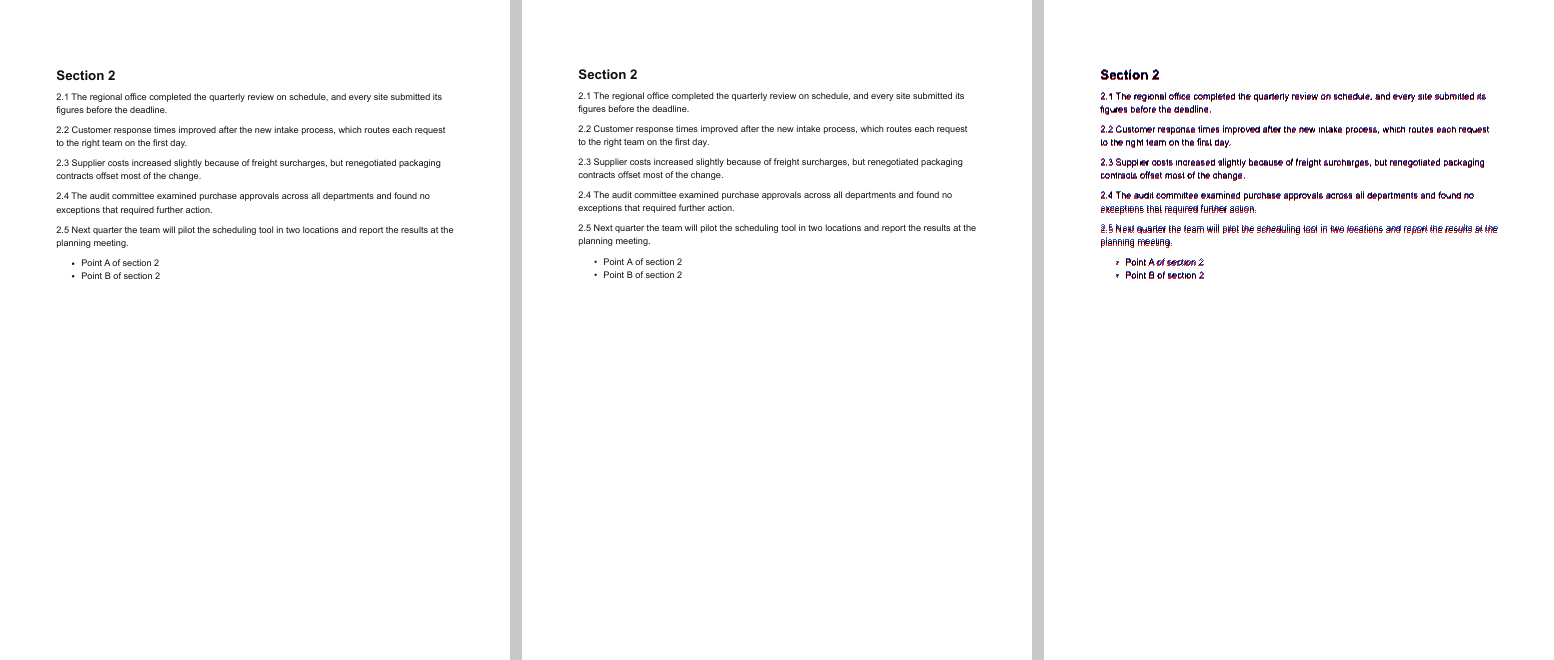 Section 2
2.1 The regional office completed the quarterly review on schedule, and every site submitted its
figures before the deadline.
2.2 Customer response times improved after the new intake process, which routes each request
to the right team on the first day.
2.3 Supplier costs increased slightly because of freight surcharges, but renegotiated packaging
contracts offset most of the change.
2.4 The audit committee examined purchase approvals across all departments and found no
exceptions that required further action.
2.5 Next quarter the team will pilot the scheduling tool in two locations and report the results at the
planning meeting.
• Point A of section 2
• Point B of section 2
Section 2
2.1 The regional office completed the quarterly review on schedule, and every site submitted its
figures before the deadline.
2.2 Customer response times improved after the new intake process, which routes each request
to the right team on the first day.
2.3 Supplier costs increased slightly because of freight surcharges, but renegotiated packaging
contracts offset most of the change.
2.4 The audit committee examined purchase approvals across all departments and found no
exceptions that required further action.
2.5 Next quarter the team will pilot the scheduling tool in two locations and report the results at the
planning meeting.
• Point A of section 2
• Point B of section 2
Section 2
2.1 The regional office completed the quarterly review on schedule, and every site submitted its
figures before the deadline.
2.2 Customer response times improved after the new intake process, which routes each request
to the right team on the first day.
2.3 Supplier costs increased slightly because of freight surcharges, but renegotiated packaging
contracts offset most of the change.
2.4 The audit committee examined purchase approvals across all departments and found no
exceptions that required further action.
2.5 Next quarter the team will pilot the scheduling tool in two locations and report the results at the
planning meeting.
• Point A of section 2
• Point B of section 2